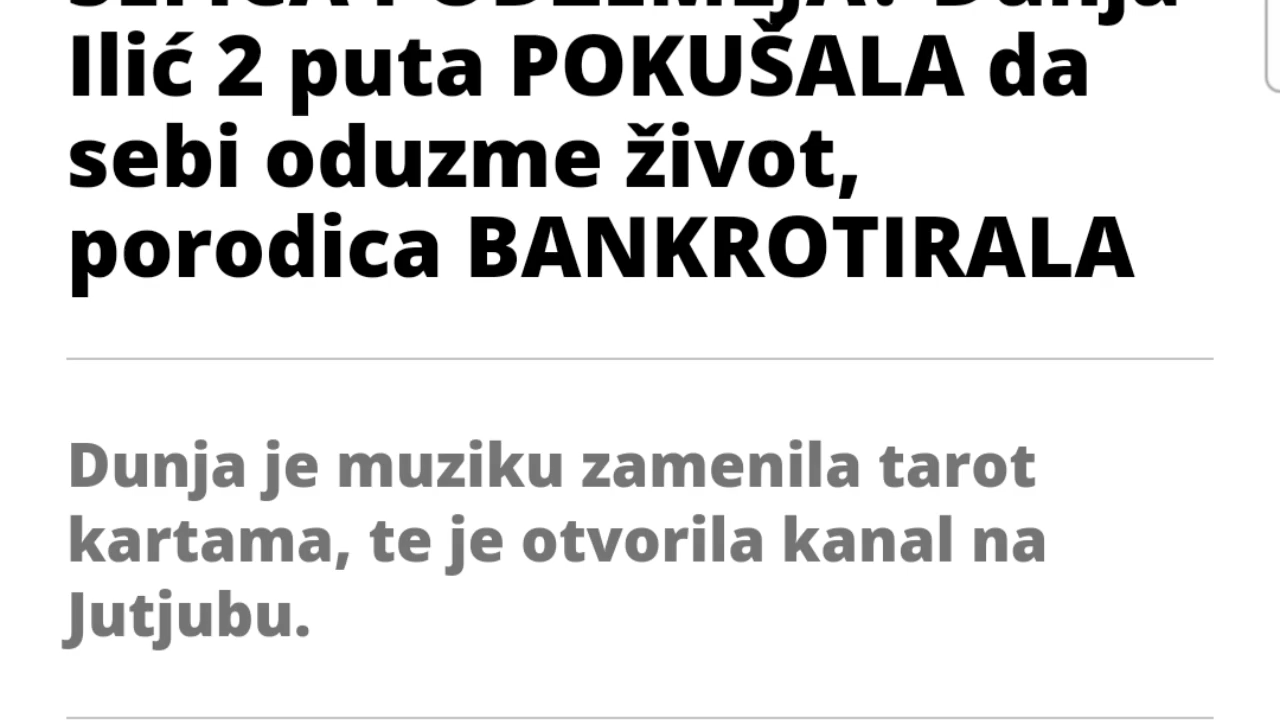 Ilić 2 puta POKUŠALA da
sebi oduzme život,
porodica BANKROTIRALA
Dunja je muziku zamenila tarot
kartama, te je otvorila kanal na
Jutjubu.